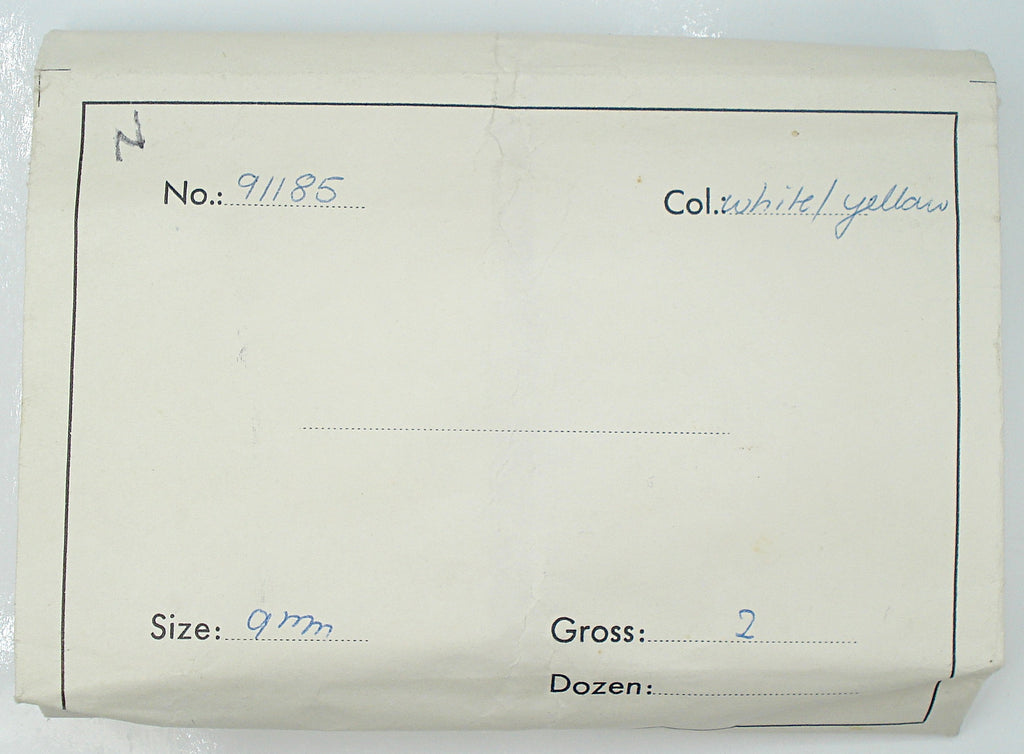 N
No.: 91185 Col.: white/yellow
Size: 9mm Gross: 2
Dozen: